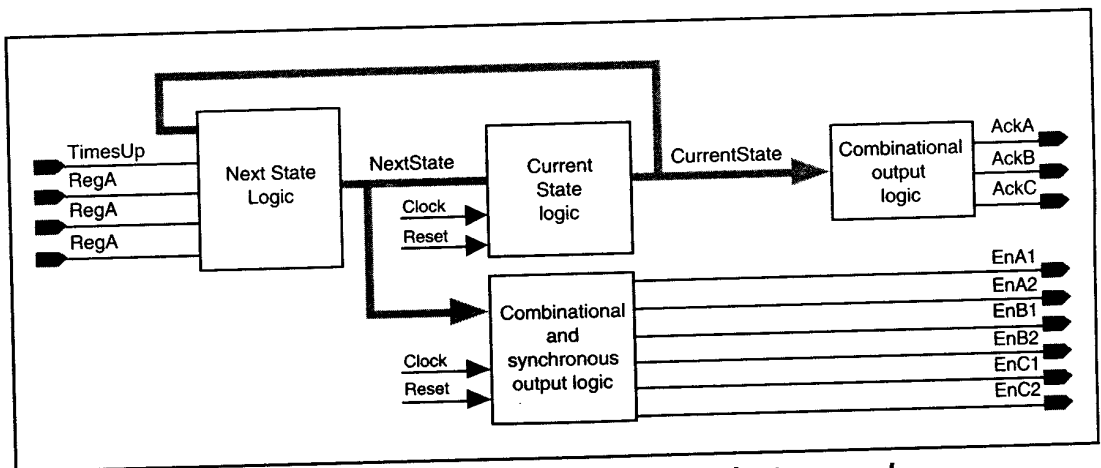 TimesUp
RegA
RegA
RegA
Next State
Logic
NextState
Clock
Reset
Current
State
logic
CurrentState
Combinational
output
logic
AckA
AckB
AckC
Clock
Reset
Combinational
and
synchronous
output logic
EnA1
EnA2
EnB1
EnB2
EnC1
EnC2